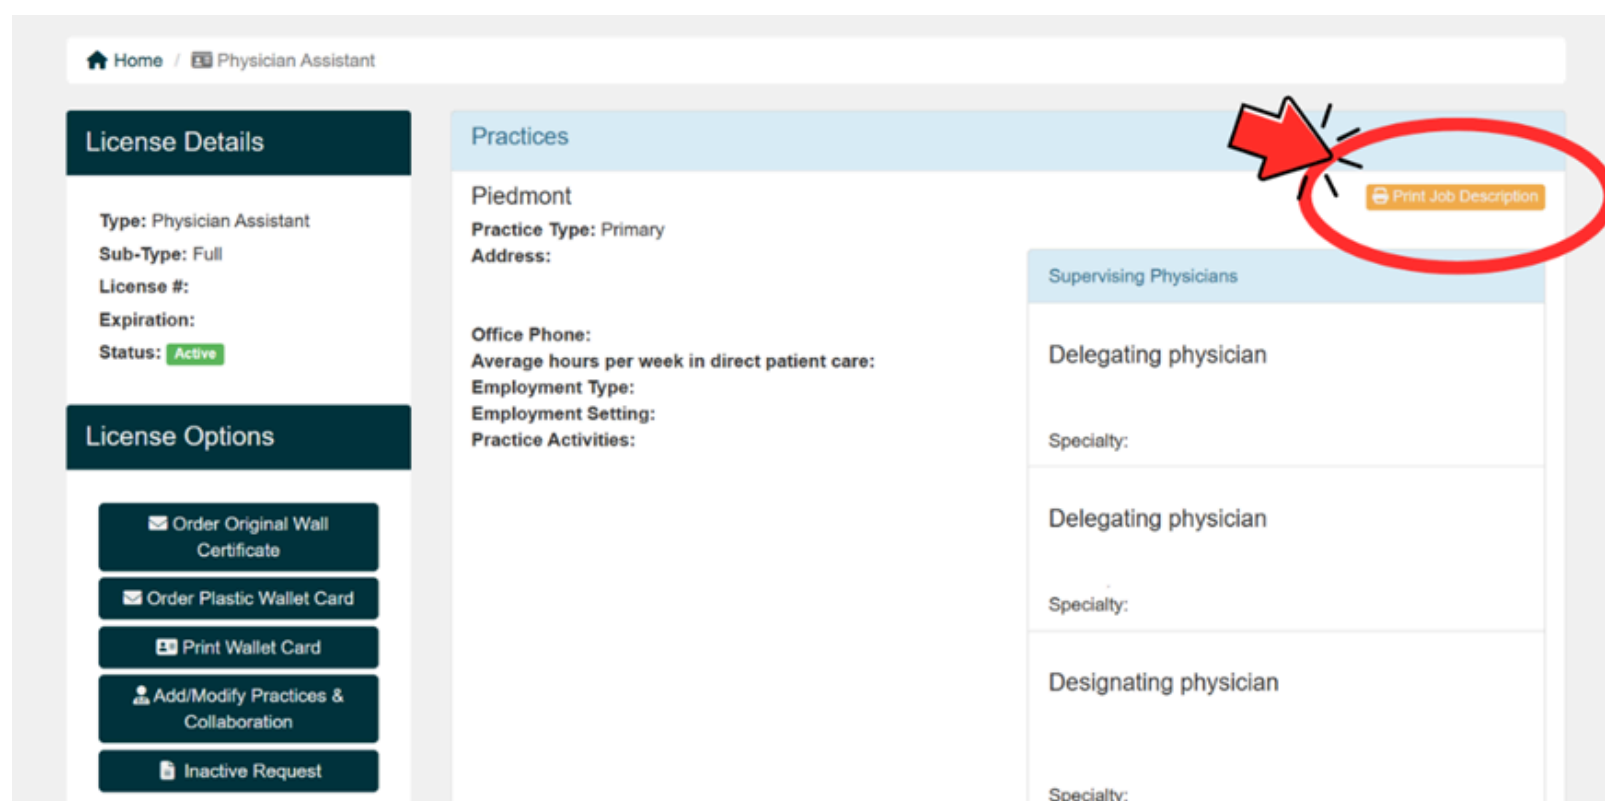 Home / Physician Assistant
License Details
Type: Physician Assistant
Sub-Type: Full
License #:
Expiration:
Status: Active
License Options
Order Original Wall
Certificate
Order Plastic Wallet Card
Print Wallet Card
Add/Modify Practices &
Collaboration
Inactive Request
Practices
Piedmont
Print Job Description
Practice Type: Primary
Address:
Office Phone:
Average hours per week in direct patient care:
Employment Type:
Employment Setting:
Practice Activities:
Supervising Physicians
Delegating physician
Specialty:
Delegating physician
Specialty:
Designating physician
Specialty: